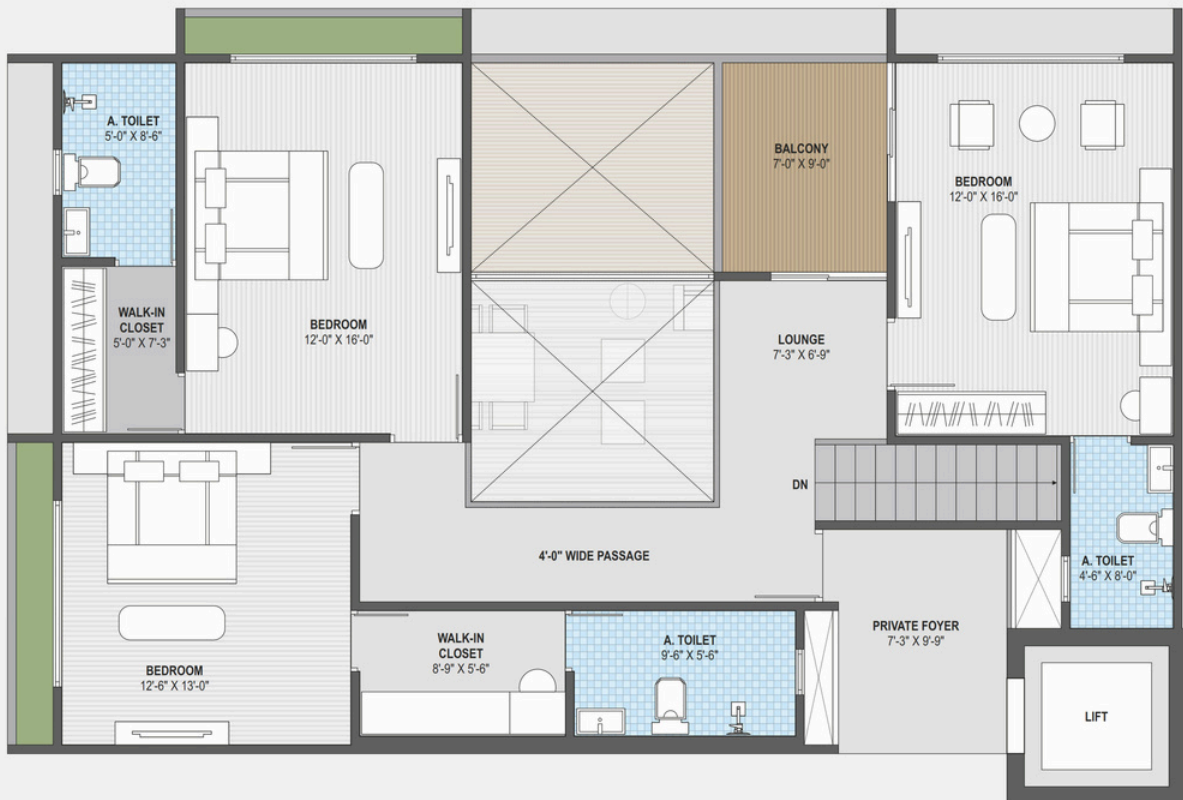 A. TOILET
5'-0" X 8'-6"
BALCONY
7'-0" X 9'-0"
BEDROOM
12'-0" X 16'-0"
WALK-IN
CLOSET
5'-0" X 7'-3"
BEDROOM
12'-0" X 16'-0"
LOUNGE
7'-3" X 6'-9"
DN
4'-0" WIDE PASSAGE
A. TOILET
4'-6" X 8'-0"
PRIVATE FOYER
7'-3" X 9'-9"
WALK-IN
CLOSET
8'-9" X 5'-6"
A. TOILET
9'-6" X 5'-6"
BEDROOM
12'-6" X 13'-0"
LIFT